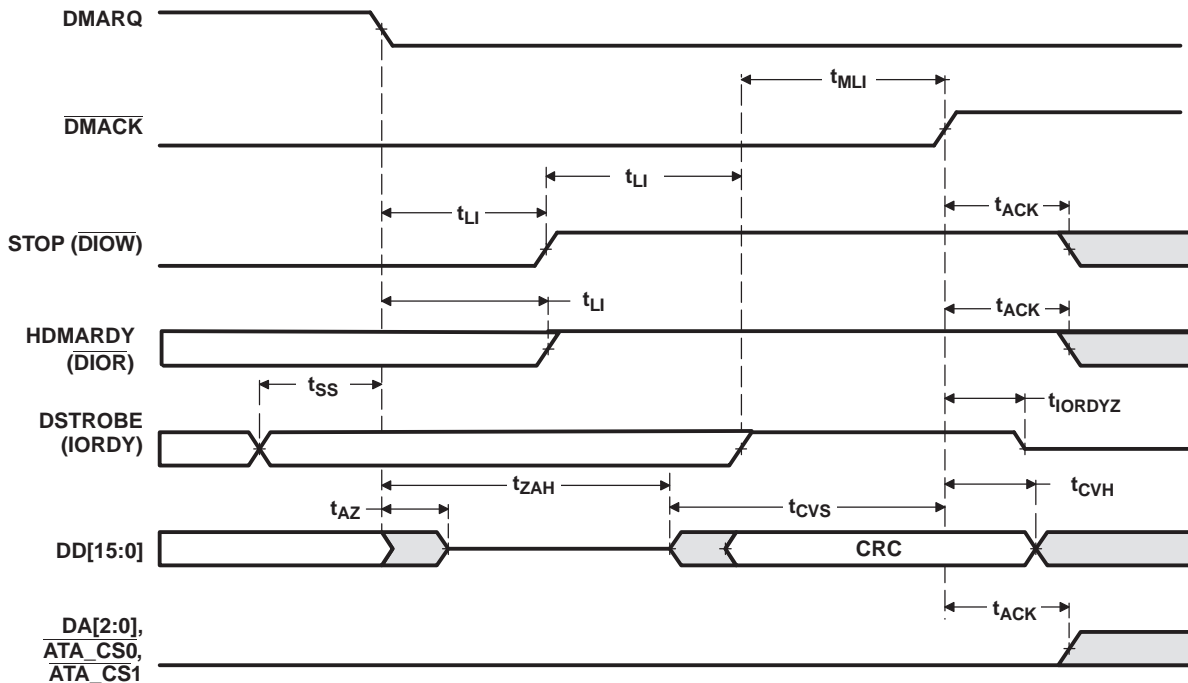 DMARQ
tMLI
DMACK
tLI
tLI
tACK
STOP (DIOW)
tLI
tACK
HDMARDY
(DIOR)
tSS
tIORDYZ
DSTROBE
(IORDY)
tZAH
tCVH
tAZ
tCVS
DD[15:0]
CRC
tACK
DA[2:0],
ATA_CS0,
ATA_CS1